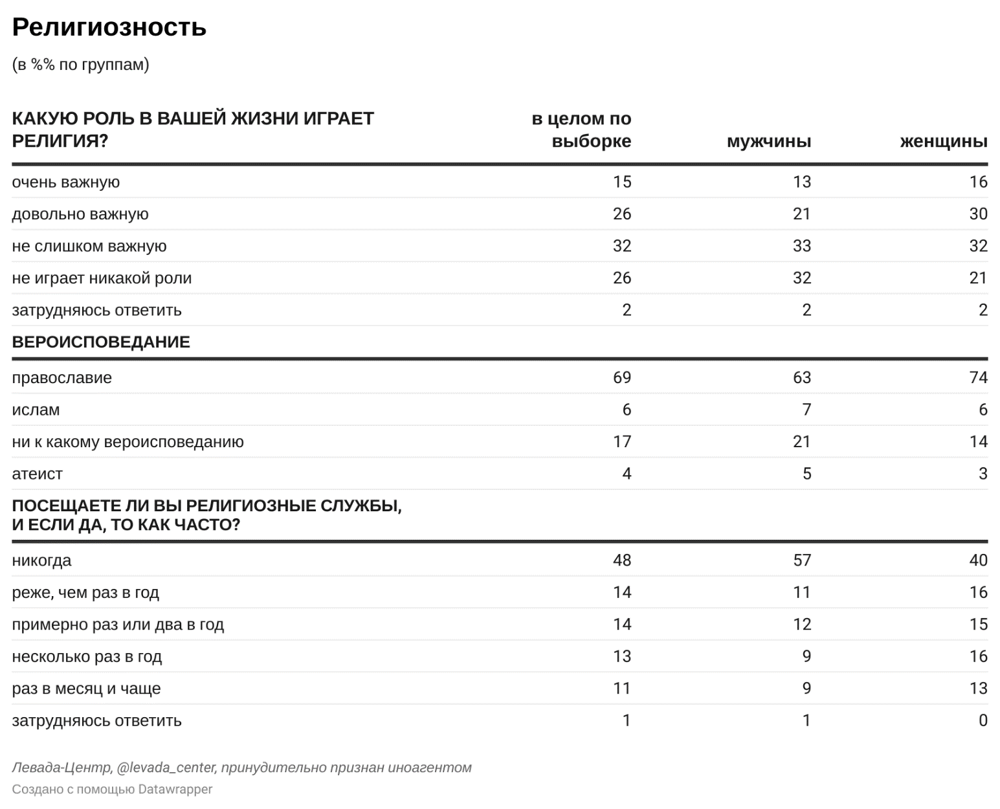 Религиозность
(в %% по группам)
КАКУЮ РОЛЬ В ВАШЕЙ ЖИЗНИ ИГРАЕТ РЕЛИГИЯ? в целом по выборке мужчины женщины
очень важную 15 13 16
довольно важную 26 21 30
не слишком важную 32 33 32
не играет никакой роли 26 32 21
затрудняюсь ответить 2 2 2
ВЕРОИСПОВЕДАНИЕ
православие 69 63 74
ислам 6 7 6
ни к какому вероисповеданию 17 21 14
атеист 4 5 3
ПОСЕЩАЕТЕ ЛИ ВЫ РЕЛИГИОЗНЫЕ СЛУЖБЫ,
И ЕСЛИ ДА, ТО КАК ЧАСТО?
никогда 48 57 40
реже, чем раз в год 14 11 16
примерно раз или два в год 14 12 15
несколько раз в год 13 9 16
раз в месяц и чаще 11 9 13
затрудняюсь ответить 1 1 0
Левада-Центр, @levada_center, принудительно признан иноагентом
Создано с помощью Datawrapper